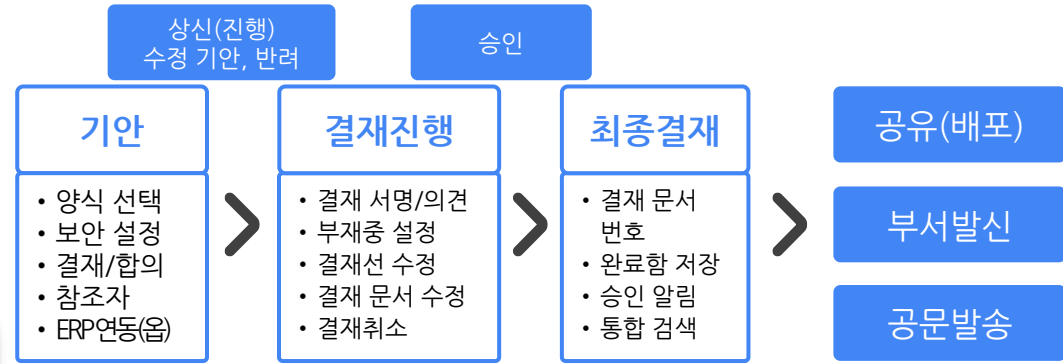 상신(진행)
수정 기안, 반려
승인
기안
• 양식 선택
• 보안 설정
• 결재/합의
• 참조자
• ERP연동(옵)
결재진행
• 결재 서명/의견
• 부재중 설정
• 결재선 수정
• 결재 문서 수정
• 결재취소
최종결재
• 결재 문서
번호
• 완료함 저장
• 승인 알림
• 통합 검색
공유(배포)
부서발신
공문발송